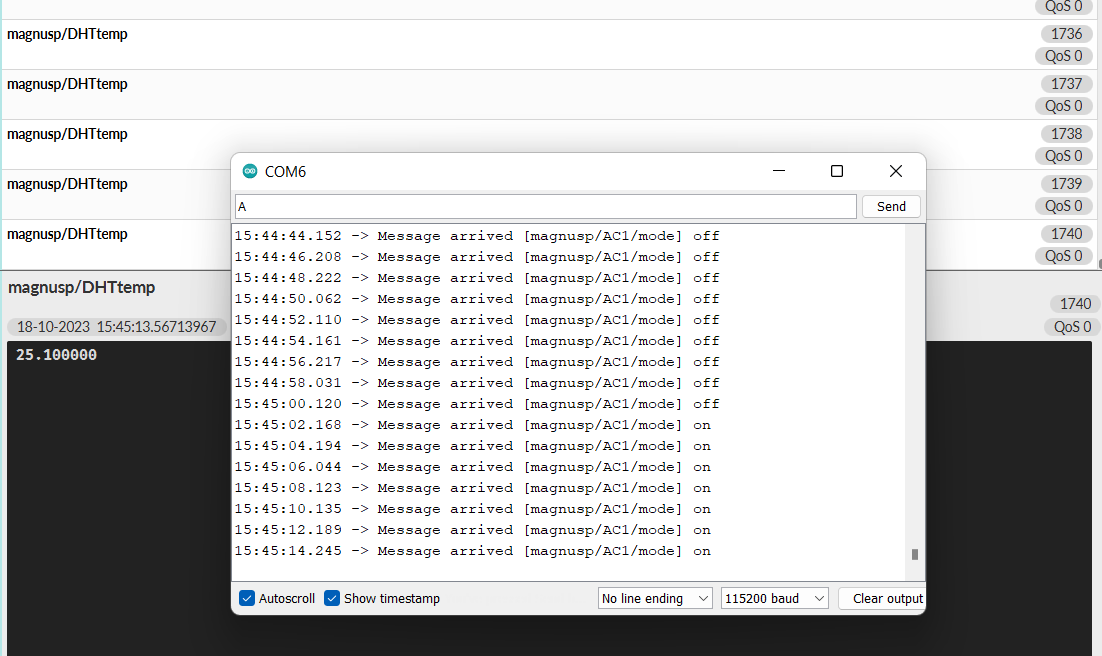 QoS 0
magnusp/DHTtemp 1736
QoS 0
magnusp/DHTtemp 1737
QoS 0
magnusp/DHTtemp 1738
QoS 0
magnusp/DHTtemp 1739
QoS 0
magnusp/DHTtemp 1740
QoS 0
magnusp/DHTtemp
1740
18-10-2023 15:45:13.56713967
QoS 0
25.100000
COM6
A
Send
15:44:44.152 -> Message arrived [magnusp/AC1/mode] off
15:44:46.208 -> Message arrived [magnusp/AC1/mode] off
15:44:48.222 -> Message arrived [magnusp/AC1/mode] off
15:44:50.062 -> Message arrived [magnusp/AC1/mode] off
15:44:52.110 -> Message arrived [magnusp/AC1/mode] off
15:44:54.161 -> Message arrived [magnusp/AC1/mode] off
15:44:56.217 -> Message arrived [magnusp/AC1/mode] off
15:44:58.031 -> Message arrived [magnusp/AC1/mode] off
15:45:00.120 -> Message arrived [magnusp/AC1/mode] off
15:45:02.168 -> Message arrived [magnusp/AC1/mode] on
15:45:04.194 -> Message arrived [magnusp/AC1/mode] on
15:45:06.044 -> Message arrived [magnusp/AC1/mode] on
15:45:08.123 -> Message arrived [magnusp/AC1/mode] on
15:45:10.135 -> Message arrived [magnusp/AC1/mode] on
15:45:12.189 -> Message arrived [magnusp/AC1/mode] on
15:45:14.245 -> Message arrived [magnusp/AC1/mode] on
Autoscroll Show timestamp No line ending 115200 baud Clear output